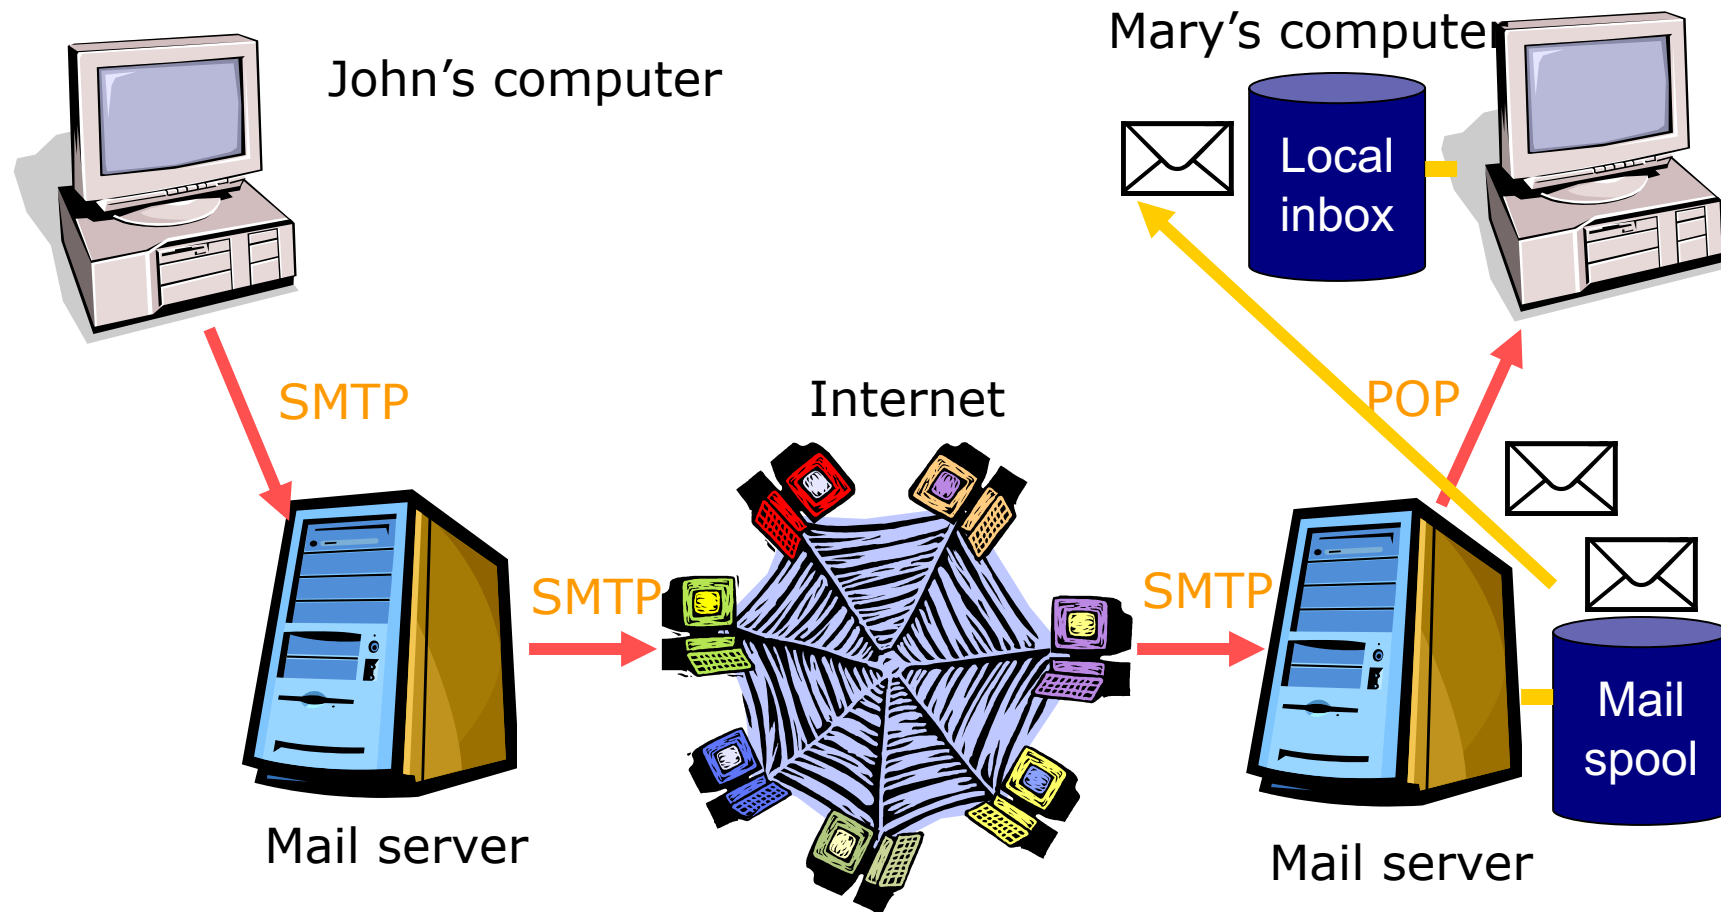 Mary’s computer
John’s computer
Local
inbox
SMTP
Internet
POP
SMTP
SMTP
Mail
spool
Mail server
Mail server